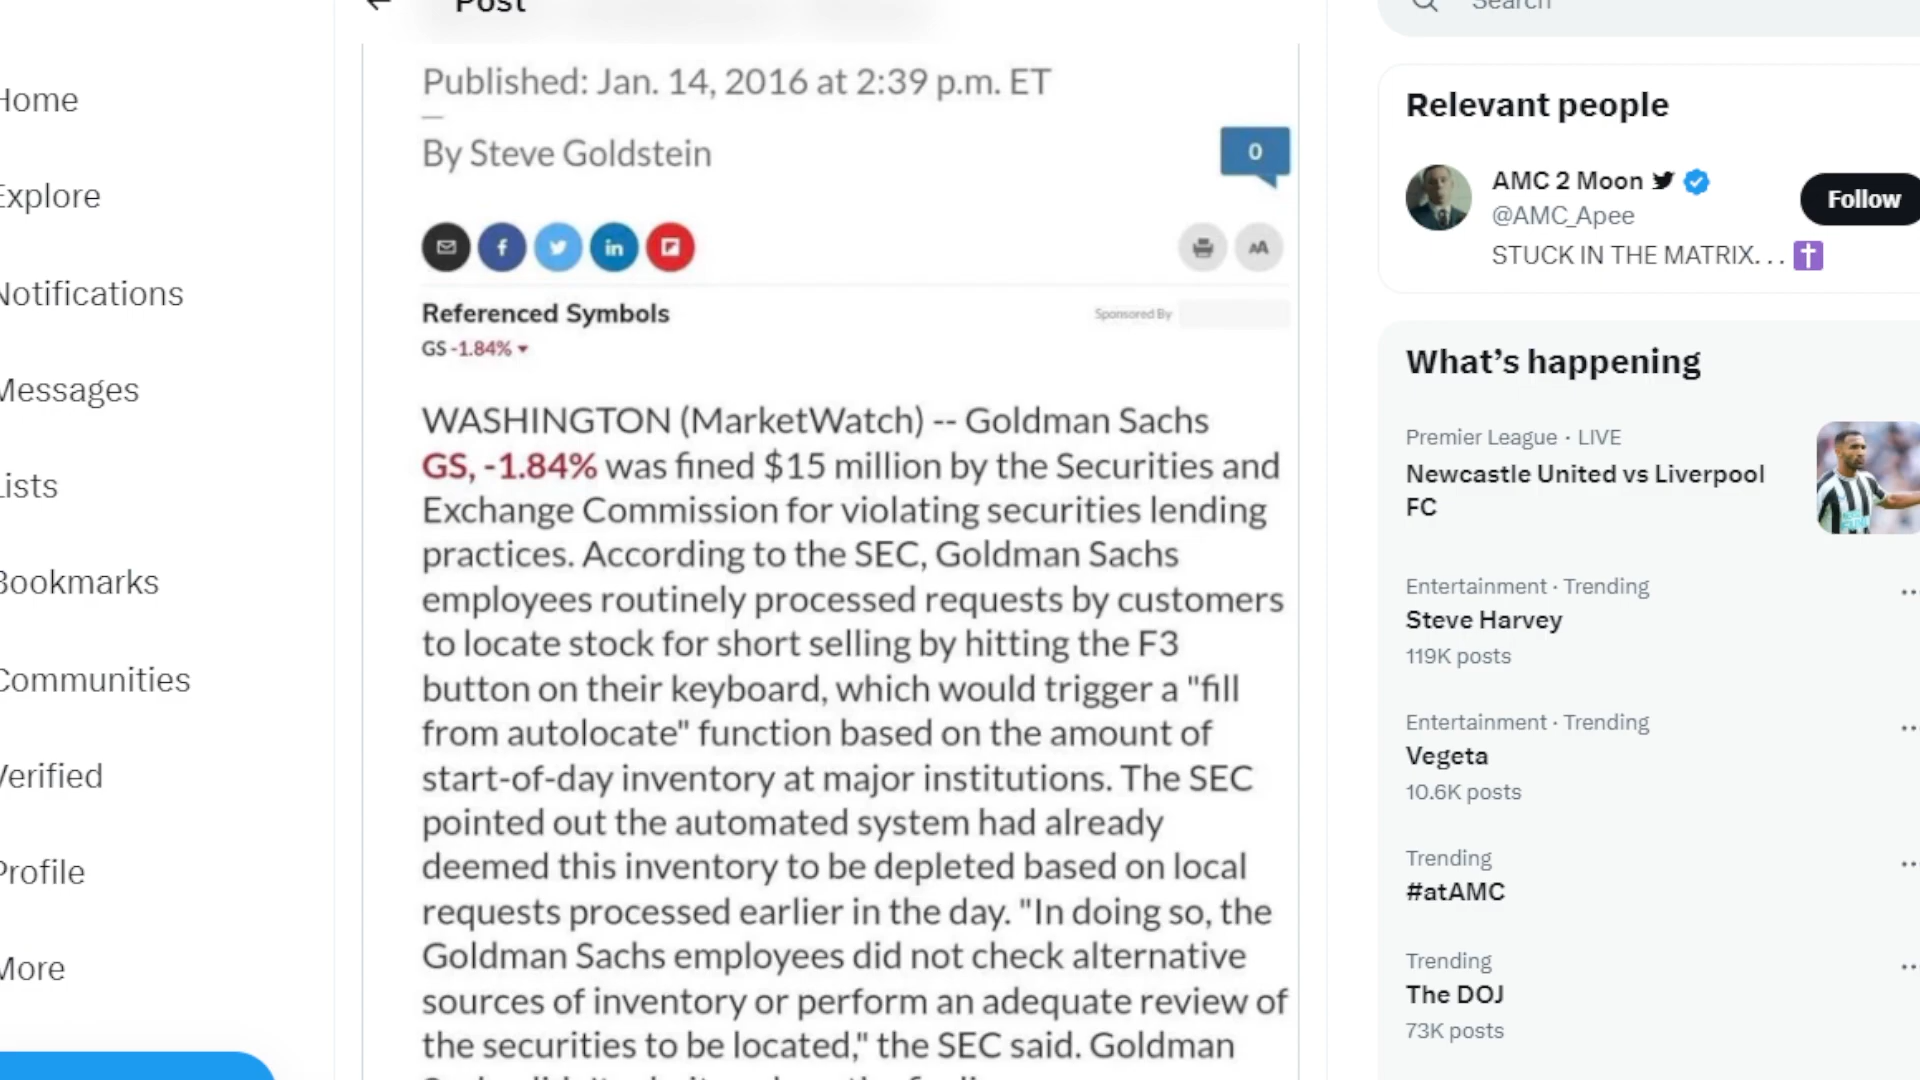 Post
Search
Home
Explore
Notifications
Messages
Lists
Bookmarks
Communities
Verified
Profile
More
Published: Jan. 14, 2016 at 2:39 p.m. ET
By Steve Goldstein
0
Referenced Symbols
Sponsored By
GS -1.84%
WASHINGTON (MarketWatch) -- Goldman Sachs
GS, -1.84% was fined $15 million by the Securities and
Exchange Commission for violating securities lending
practices. According to the SEC, Goldman Sachs
employees routinely processed requests by customers
to locate stock for short selling by hitting the F3
button on their keyboard, which would trigger a "fill
from autolocate" function based on the amount of
start-of-day inventory at major institutions. The SEC
pointed out the automated system had already
deemed this inventory to be depleted based on local
requests processed earlier in the day. "In doing so, the
Goldman Sachs employees did not check alternative
sources of inventory or perform an adequate review of
the securities to be located," the SEC said. Goldman
Relevant people
AMC 2 Moon
@AMC_Apee
Follow
STUCK IN THE MATRIX. . .
What's happening
Premier League · LIVE
Newcastle United vs Liverpool
FC
Entertainment · Trending
Steve Harvey
119K posts
Entertainment · Trending
Vegeta
10.6K posts
Trending
#atAMC
Trending
The DOJ
73K posts